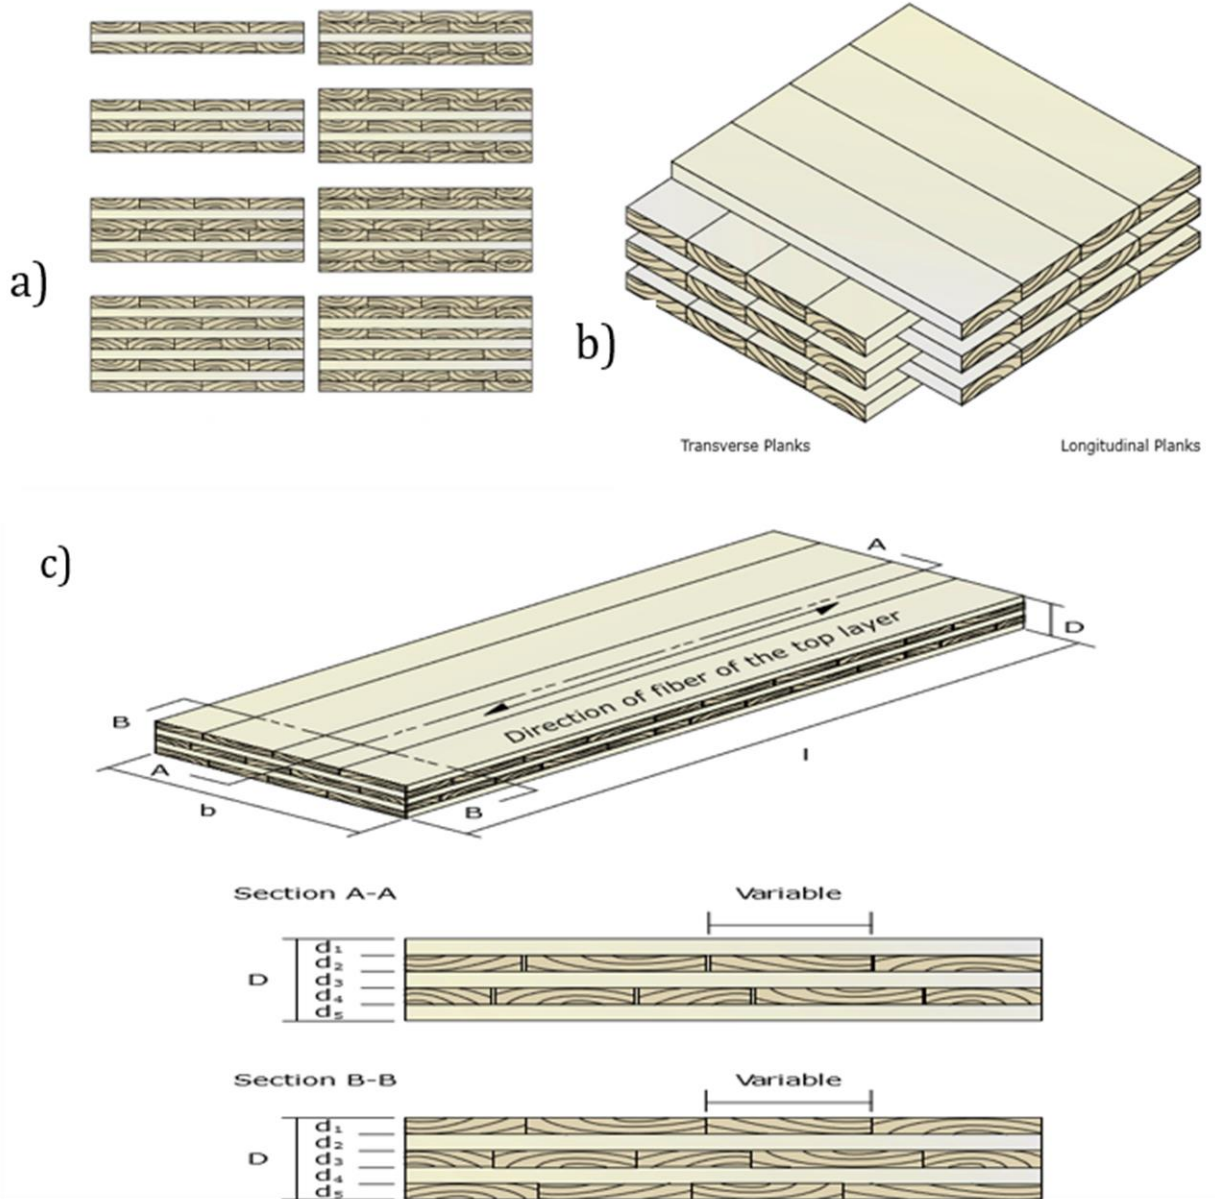 a)
b)
Transverse Planks
Longitudinal Planks
c)
A
Direction of fiber of the top layer
D
B
A
l
b
B
Section A-A
Variable
d₁
d₂
D
d₃
d₄
d₅
Section B-B
Variable
d₁
d₂
D
d₃
d₄
d₅